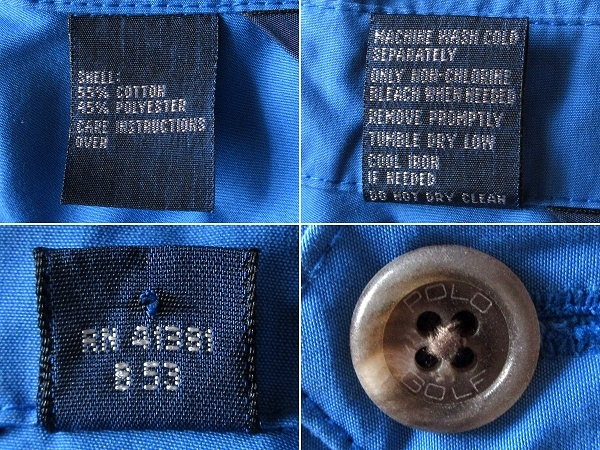 SHELL:
55% COTTON
45% POLYESTER
CARE INSTRUCTIONS
OVER
MACHINE WASH COLD
SEPARATELY
ONLY NON-CHLORINE
BLEACH WHEN NEEDED
REMOVE PROMPTLY
TUMBLE DRY LOW
COOL IRON
IF NEEDED
DO NOT DRY CLEAN
RN 41381
B 53
POLO
GOLF